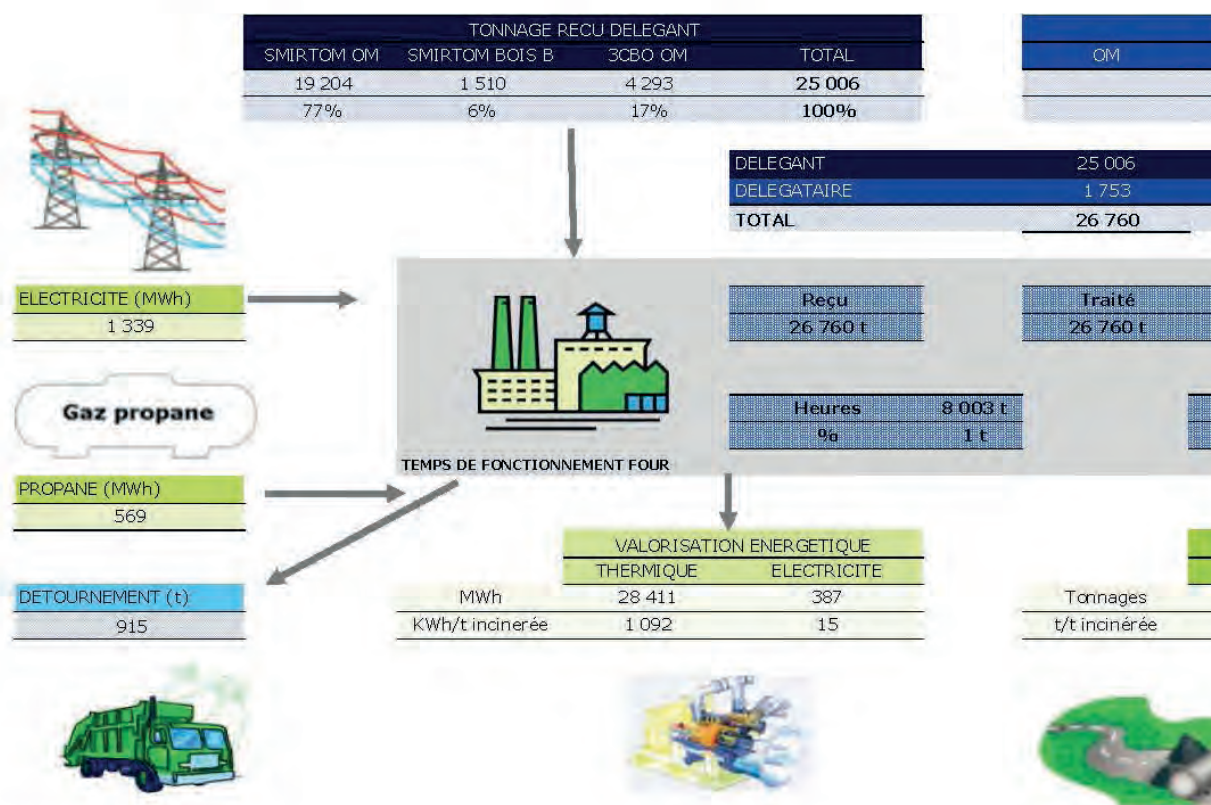 TONNAGE RECU DELEGANT
SMIRTOM OM SMIRTOM BOIS B 3CBO OM TOTAL OM
19 204 1 510 4 293 25 006
77% 6% 17% 100%
DELEGANT 25 006
DELEGATAIRE 1 753
TOTAL 26 760
ELECTRICITE (MWh)
1 339
Reçu Traité
26 760 t 26 760 t
Gaz propane
Heures 8 003 t
% 1 t
TEMPS DE FONCTIONNEMENT FOUR
PROPANE (MWh)
569
VALORISATION ENERGETIQUE
THERMIQUE ELECTRICITE
DETOURNEMENT (t) MWh 28 411 387 Tonnages
915 KWh/t incinerée 1 092 15 t/t incinérée